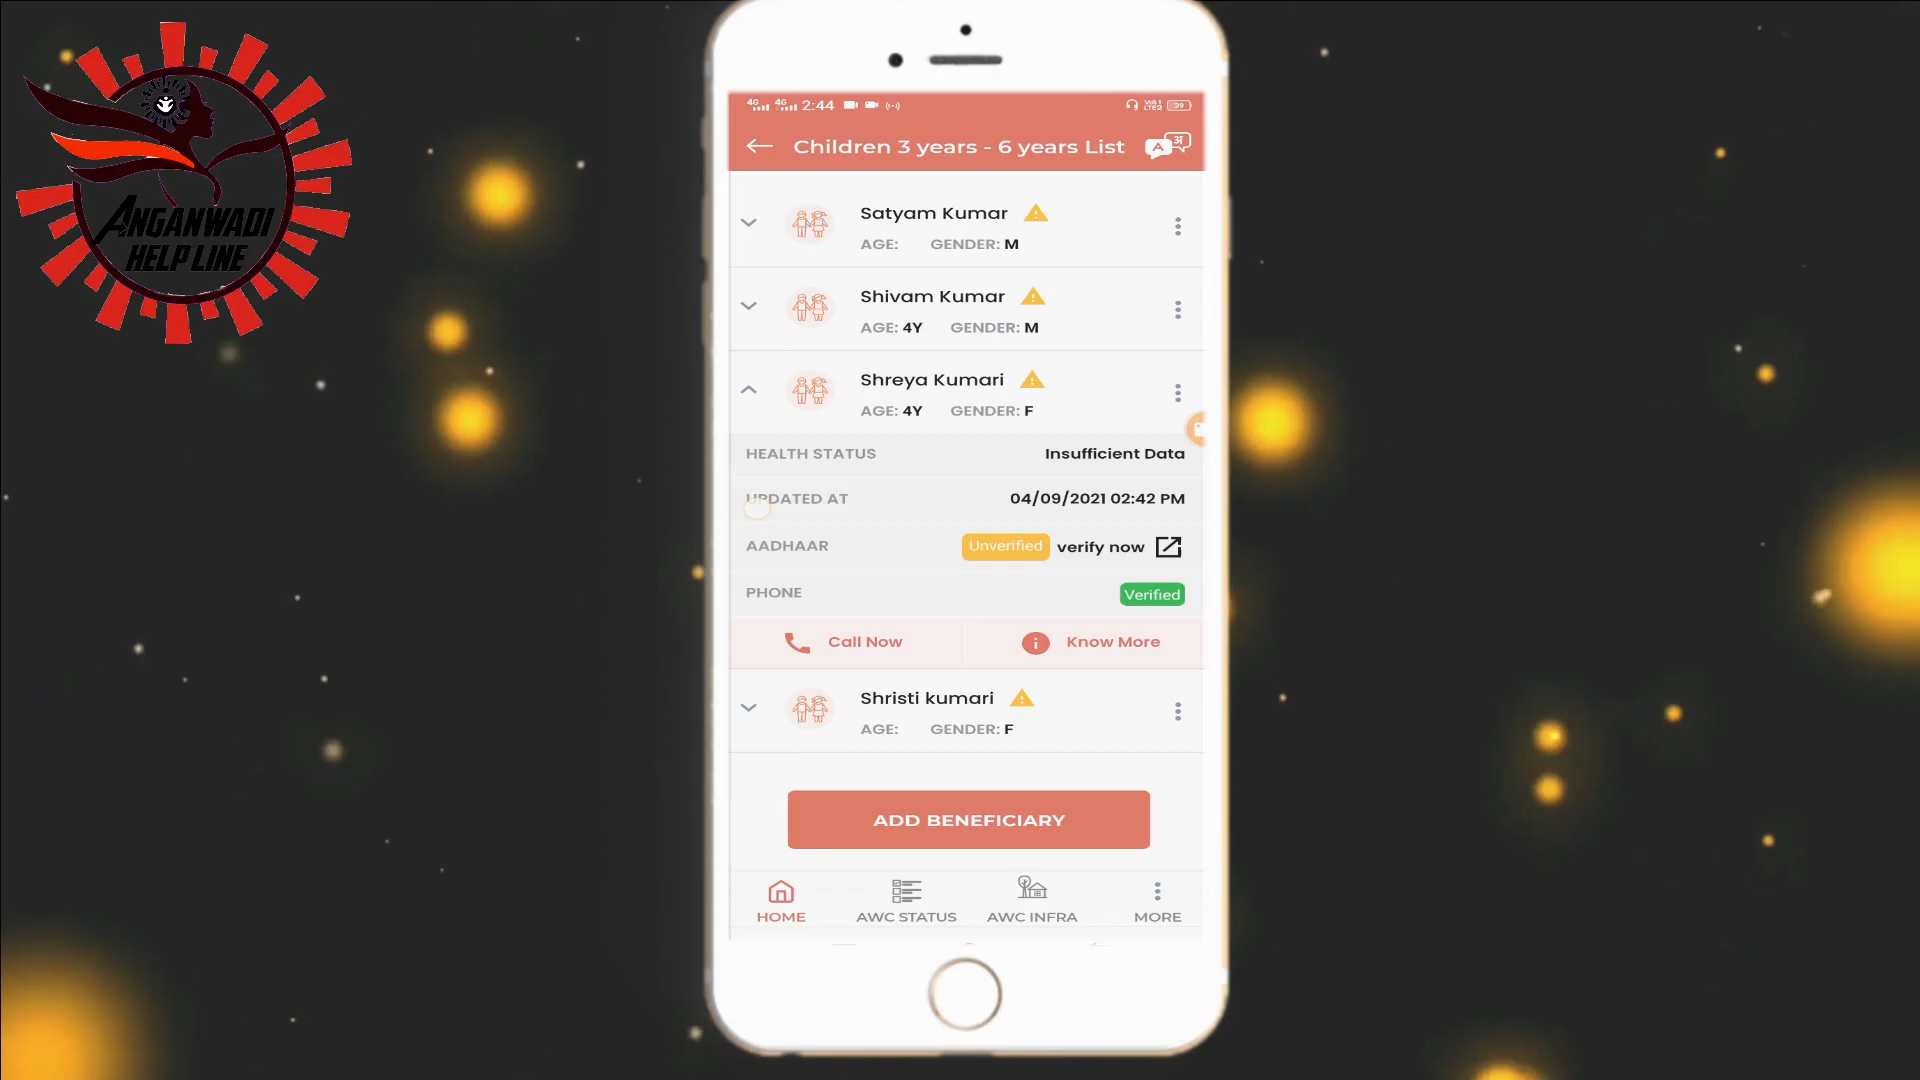 ANGANWADI
HELP LINE
4G 4G 2:44 39
Children 3 years - 6 years List A अ
Satyam Kumar
AGE: GENDER: M
Shivam Kumar
AGE: 4Y GENDER: M
Shreya Kumari
AGE: 4Y GENDER: F
HEALTH STATUS Insufficient Data
UPDATED AT 04/09/2021 02:42 PM
AADHAAR Unverified verify now
PHONE Verified
Call Now Know More
Shristi kumari
AGE: GENDER: F
ADD BENEFICIARY
HOME AWC STATUS AWC INFRA MORE